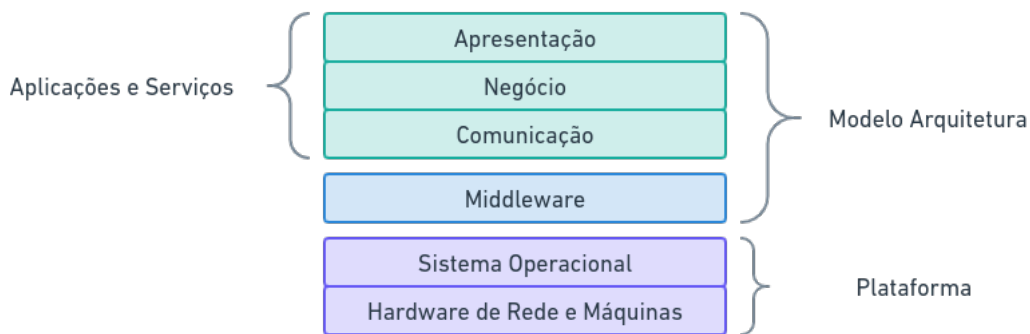 Apresentação
Aplicações e Serviços
Negócio
Comunicação
Modelo Arquitetura
Middleware
Sistema Operacional
Hardware de Rede e Máquinas
Plataforma